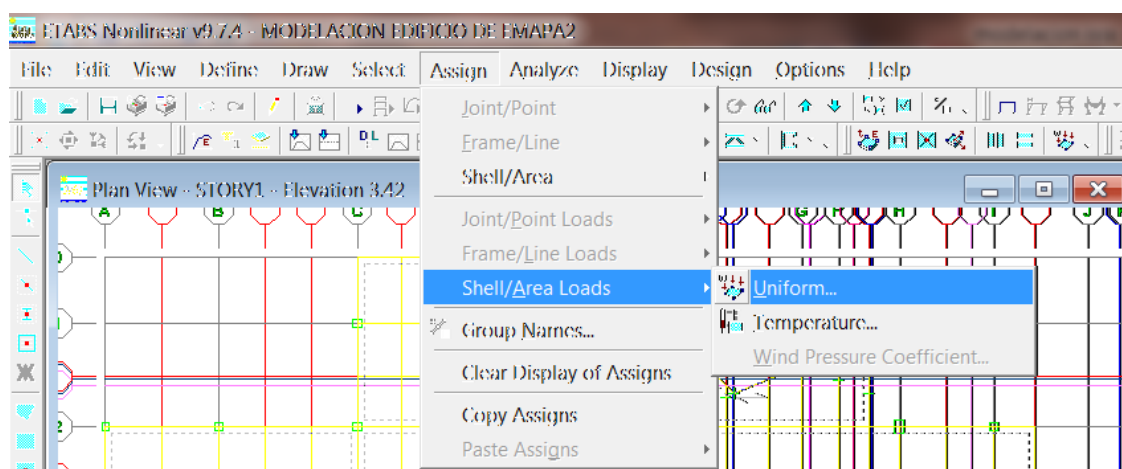 ETABS Nonlinear v9.7.4 - MODELACION EDIFICIO DE EMAPA2
File Edit View Define Draw Select Assign Analyze Display Design Options Help
Joint/Point
Frame/Line
Shell/Area
Plan View - STORY1 - Elevation 3.42
Joint/Point Loads
Frame/Line Loads
Shell/Area Loads
Uniform...
Temperature...
Wind Pressure Coefficient...
Group Names...
Clear Display of Assigns
Copy Assigns
Paste Assigns
A B C G H I J
2